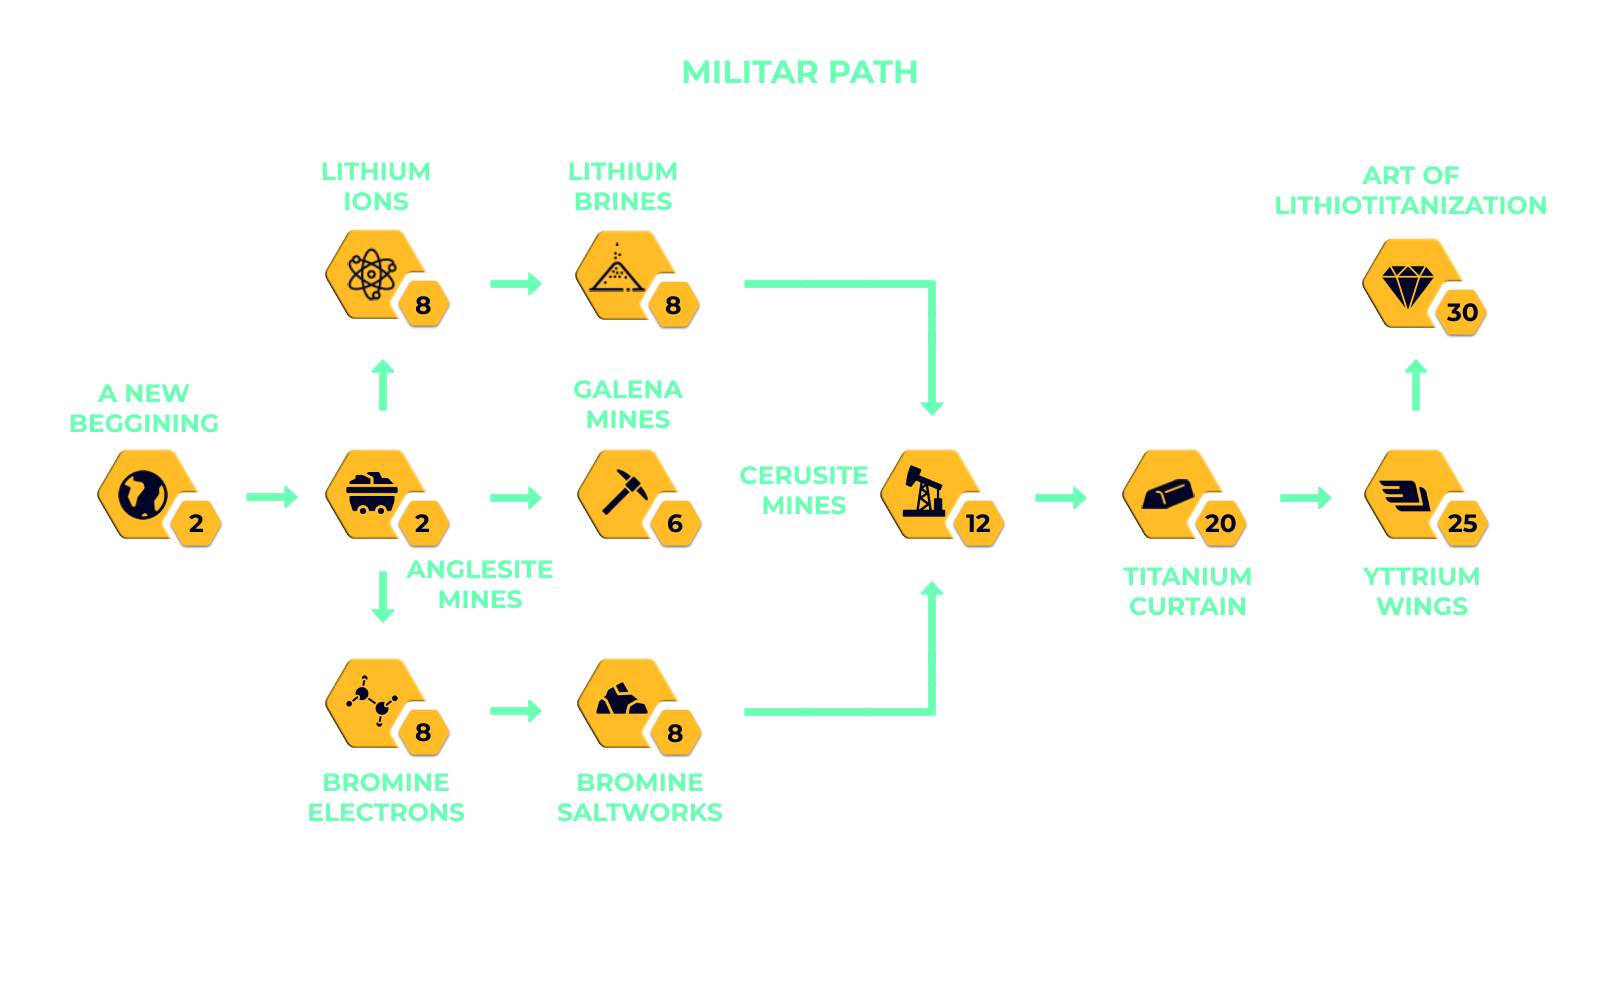 MILITAR PATH
LITHIUM
IONS
8
LITHIUM
BRINES
8
ART OF
LITHIOTITANIZATION
30
A NEW
BEGGINING
2
2
ANGLESITE
MINES
GALENA
MINES
6
CERUSITE
MINES
12
20
TITANIUM
CURTAIN
25
YTTRIUM
WINGS
8
BROMINE
ELECTRONS
8
BROMINE
SALTWORKS